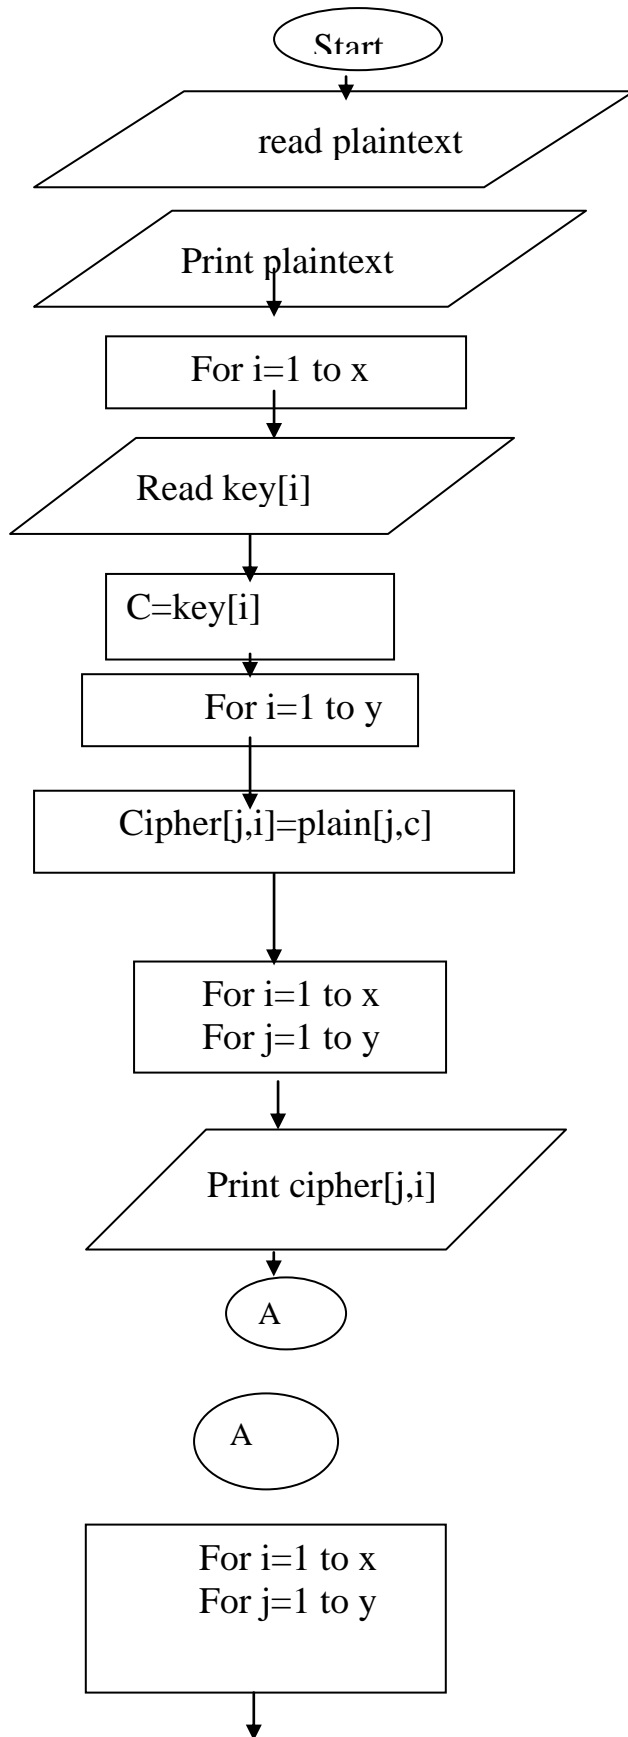 Start
read plaintext
Print plaintext
For i=1 to x
Read key[i]
C=key[i]
For i=1 to y
Cipher[j,i]=plain[j,c]
For i=1 to x
For j=1 to y
Print cipher[j,i]
A
A
For i=1 to x
For j=1 to y